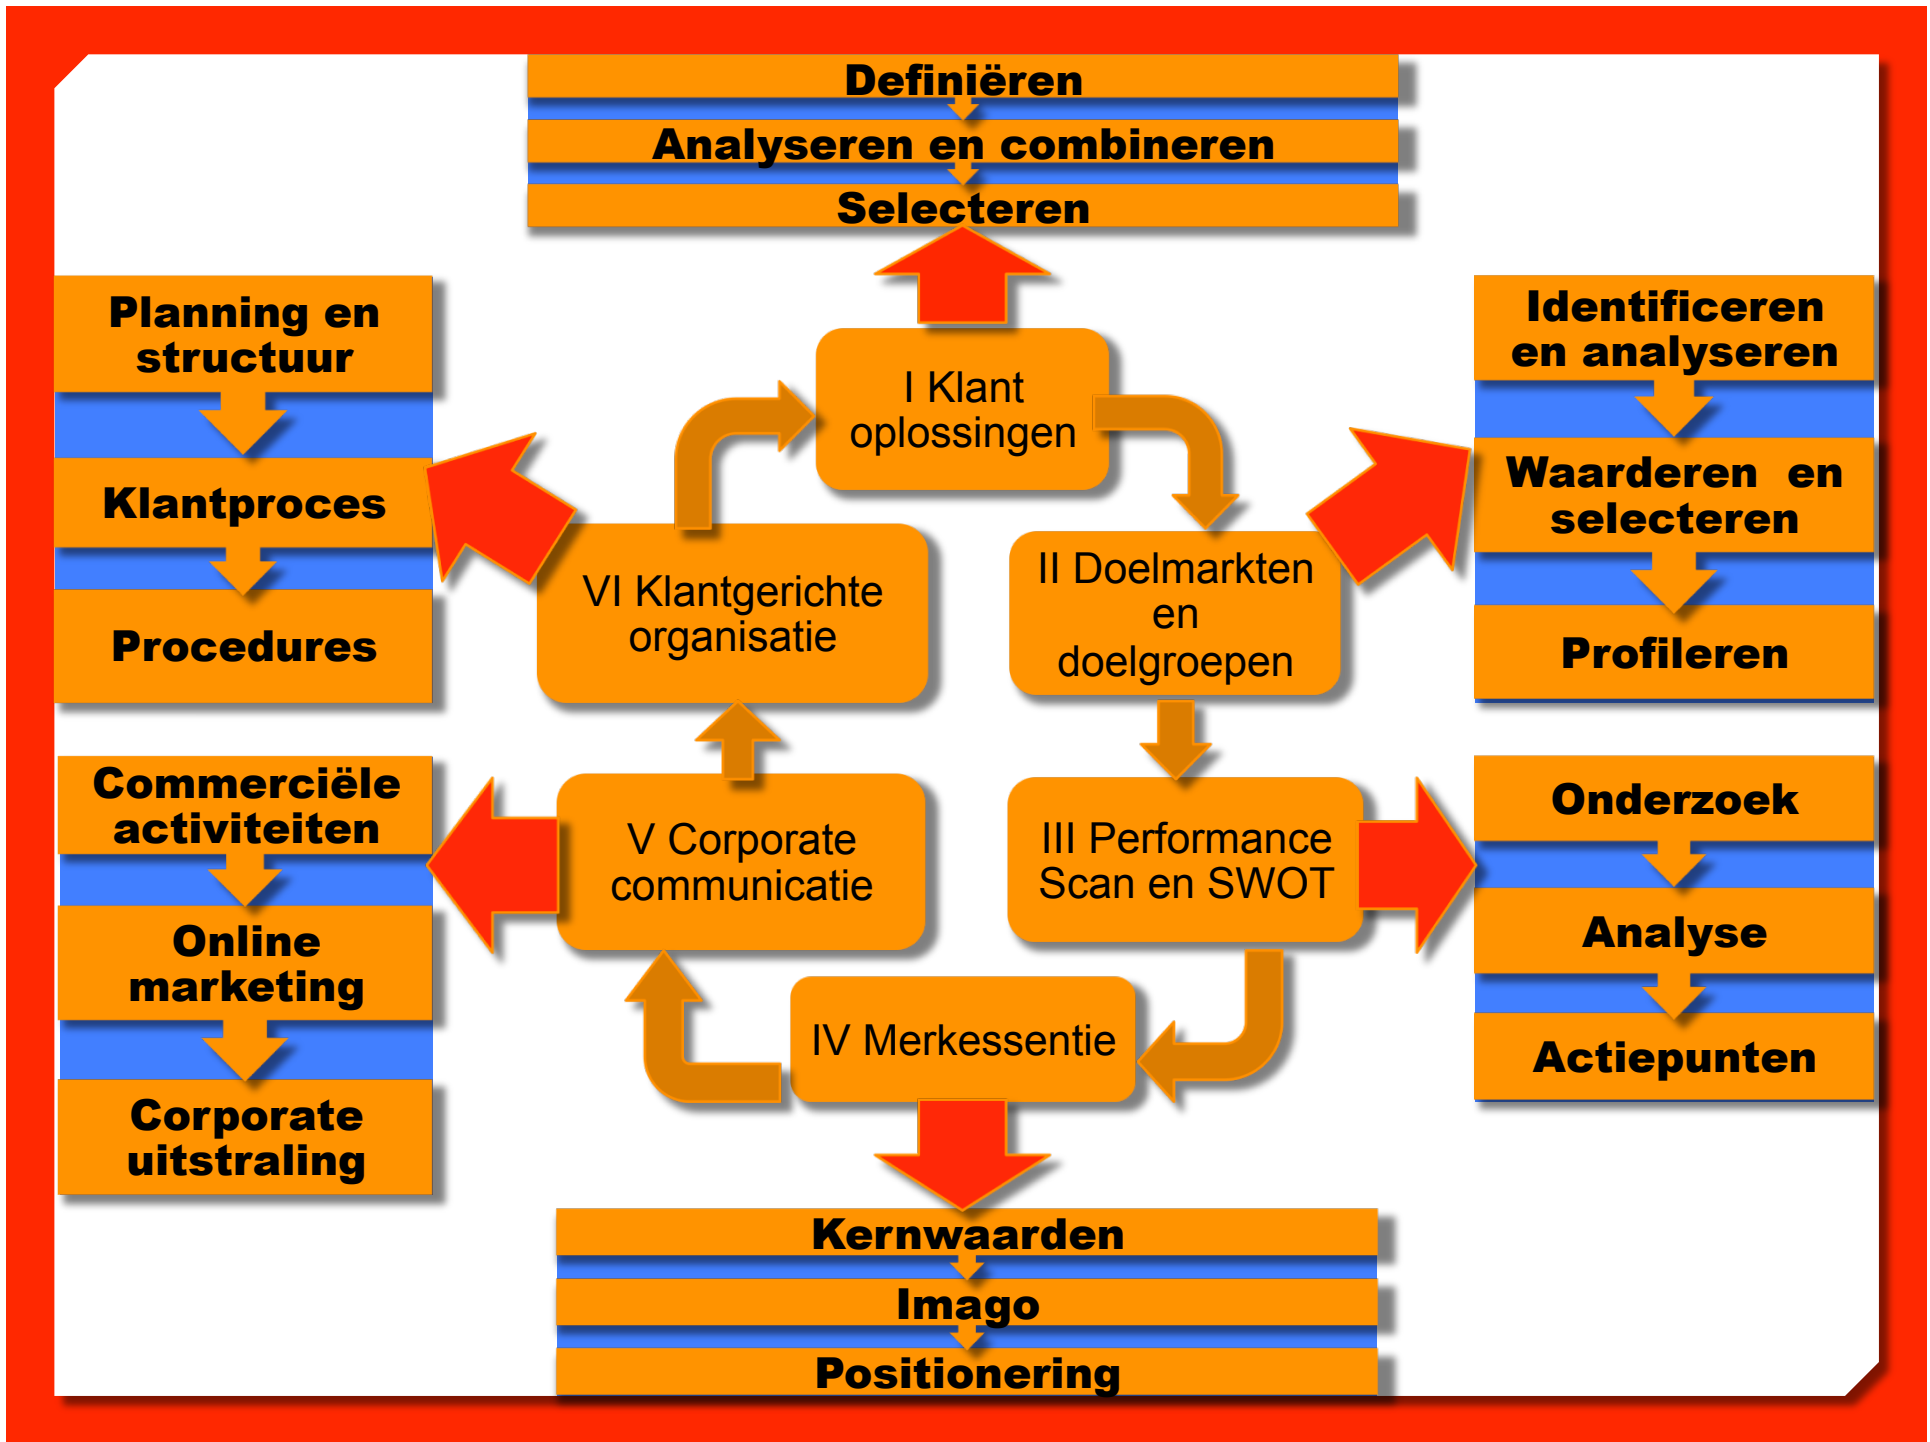 Definiëren
Analyseren en combineren
Selecteren
Planning en
structuur
Klantproces
Procedures
Identificeren
en analyseren
Waarderen en
selecteren
Profileren
I Klant
oplossingen
VI Klantgerichte
organisatie
II Doelmarkten
en
doelgroepen
Commerciële
activiteiten
Online
marketing
Corporate
uitstraling
V Corporate
communicatie
III Performance
Scan en SWOT
Onderzoek
Analyse
Actiepunten
IV Merkessentie
Kernwaarden
Imago
Positionering